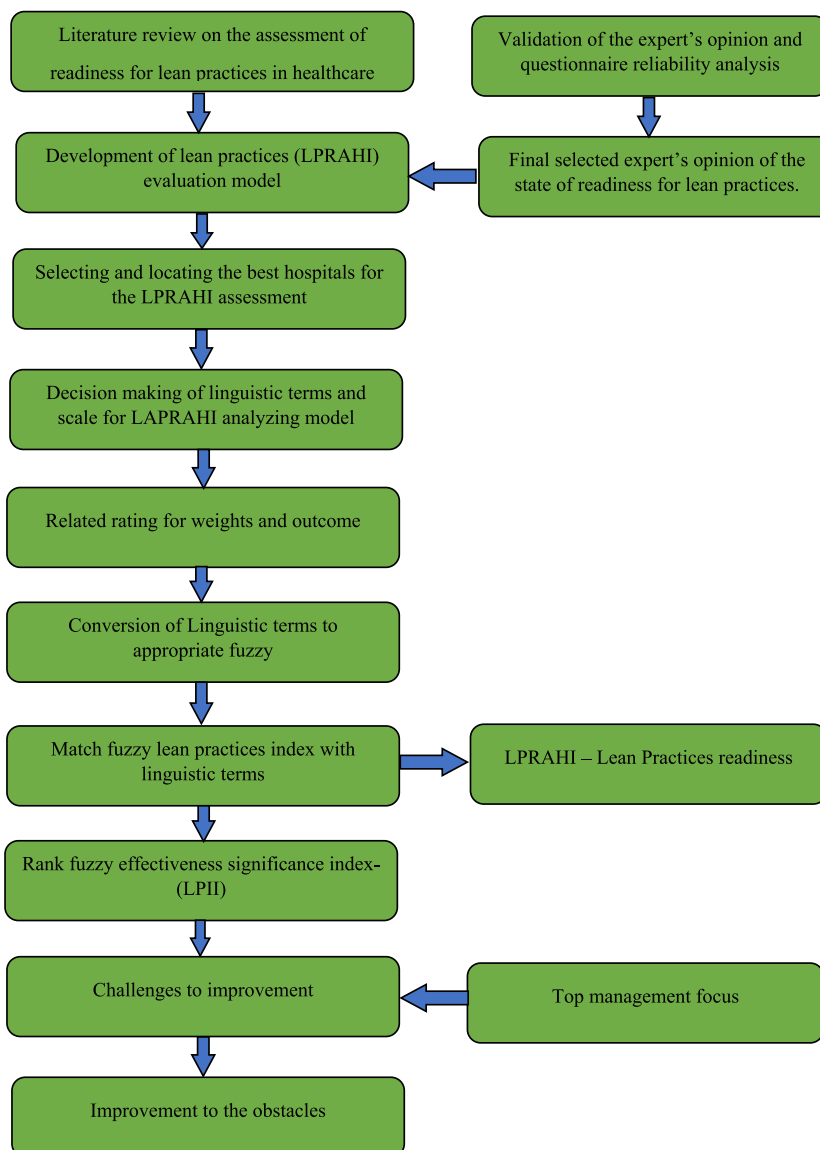 Literature review on the assessment of
readiness for lean practices in healthcare
Validation of the expert’s opinion and
questionnaire reliability analysis
Development of lean practices (LPRAHI)
evaluation model
Final selected expert’s opinion of the
state of readiness for lean practices.
Selecting and locating the best hospitals for
the LPRAHI assessment
Decision making of linguistic terms and
scale for LAPRAHI analyzing model
Related rating for weights and outcome
Conversion of Linguistic terms to
appropriate fuzzy
Match fuzzy lean practices index with
linguistic terms
LPRAHI – Lean Practices readiness
Rank fuzzy effectiveness significance index-
(LPII)
Challenges to improvement
Top management focus
Improvement to the obstacles